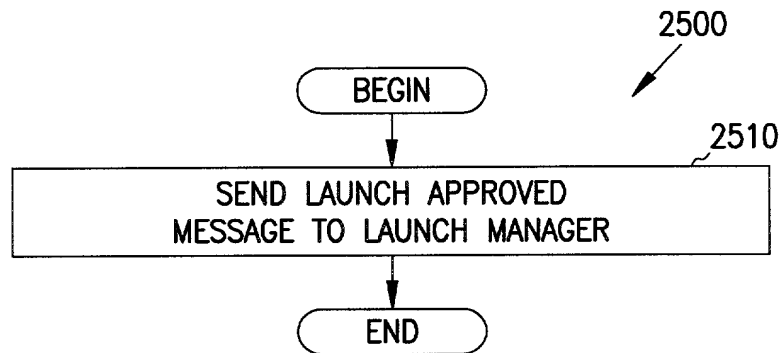 2500
BEGIN
2510
SEND LAUNCH APPROVED
MESSAGE TO LAUNCH MANAGER
END